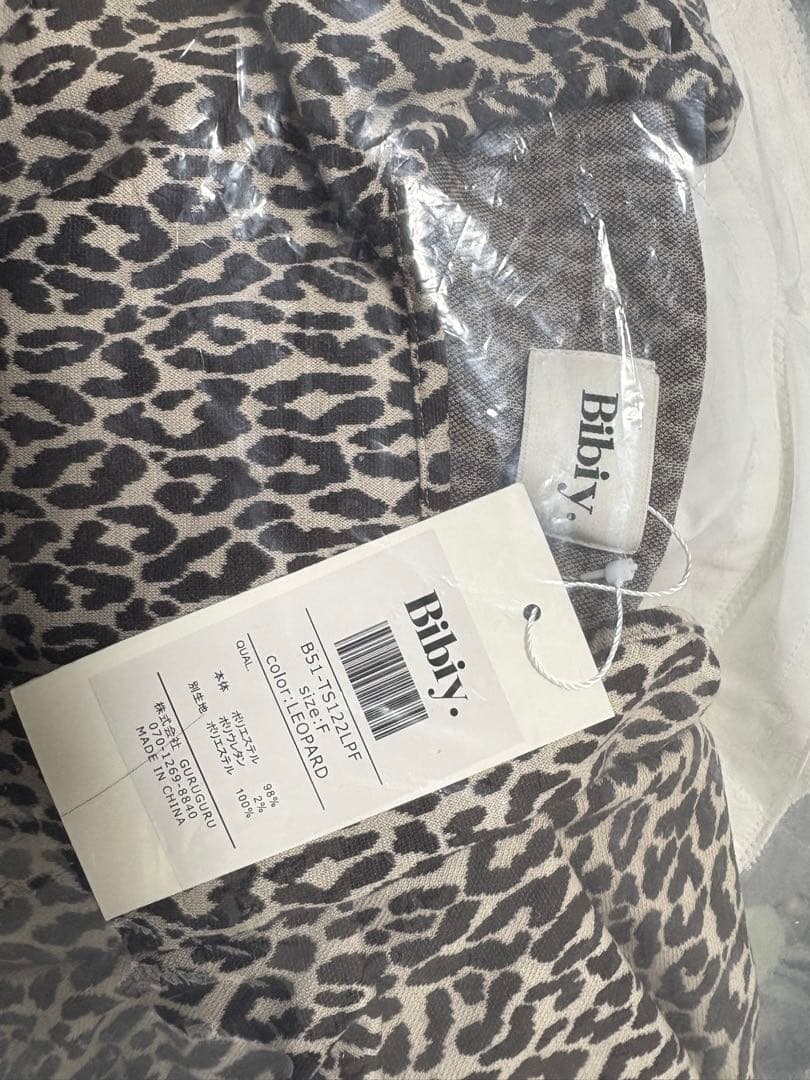 Bibiy.
Bibiy.
B51-TS122LPF
size:F
color:LEOPARD
QUAL.
本体 ポリエステル 98%
ポリウレタン 2%
別生地 ポリエステル 100%
株式会社 GURUGURU
070-1269-8840
MADE IN CHINA